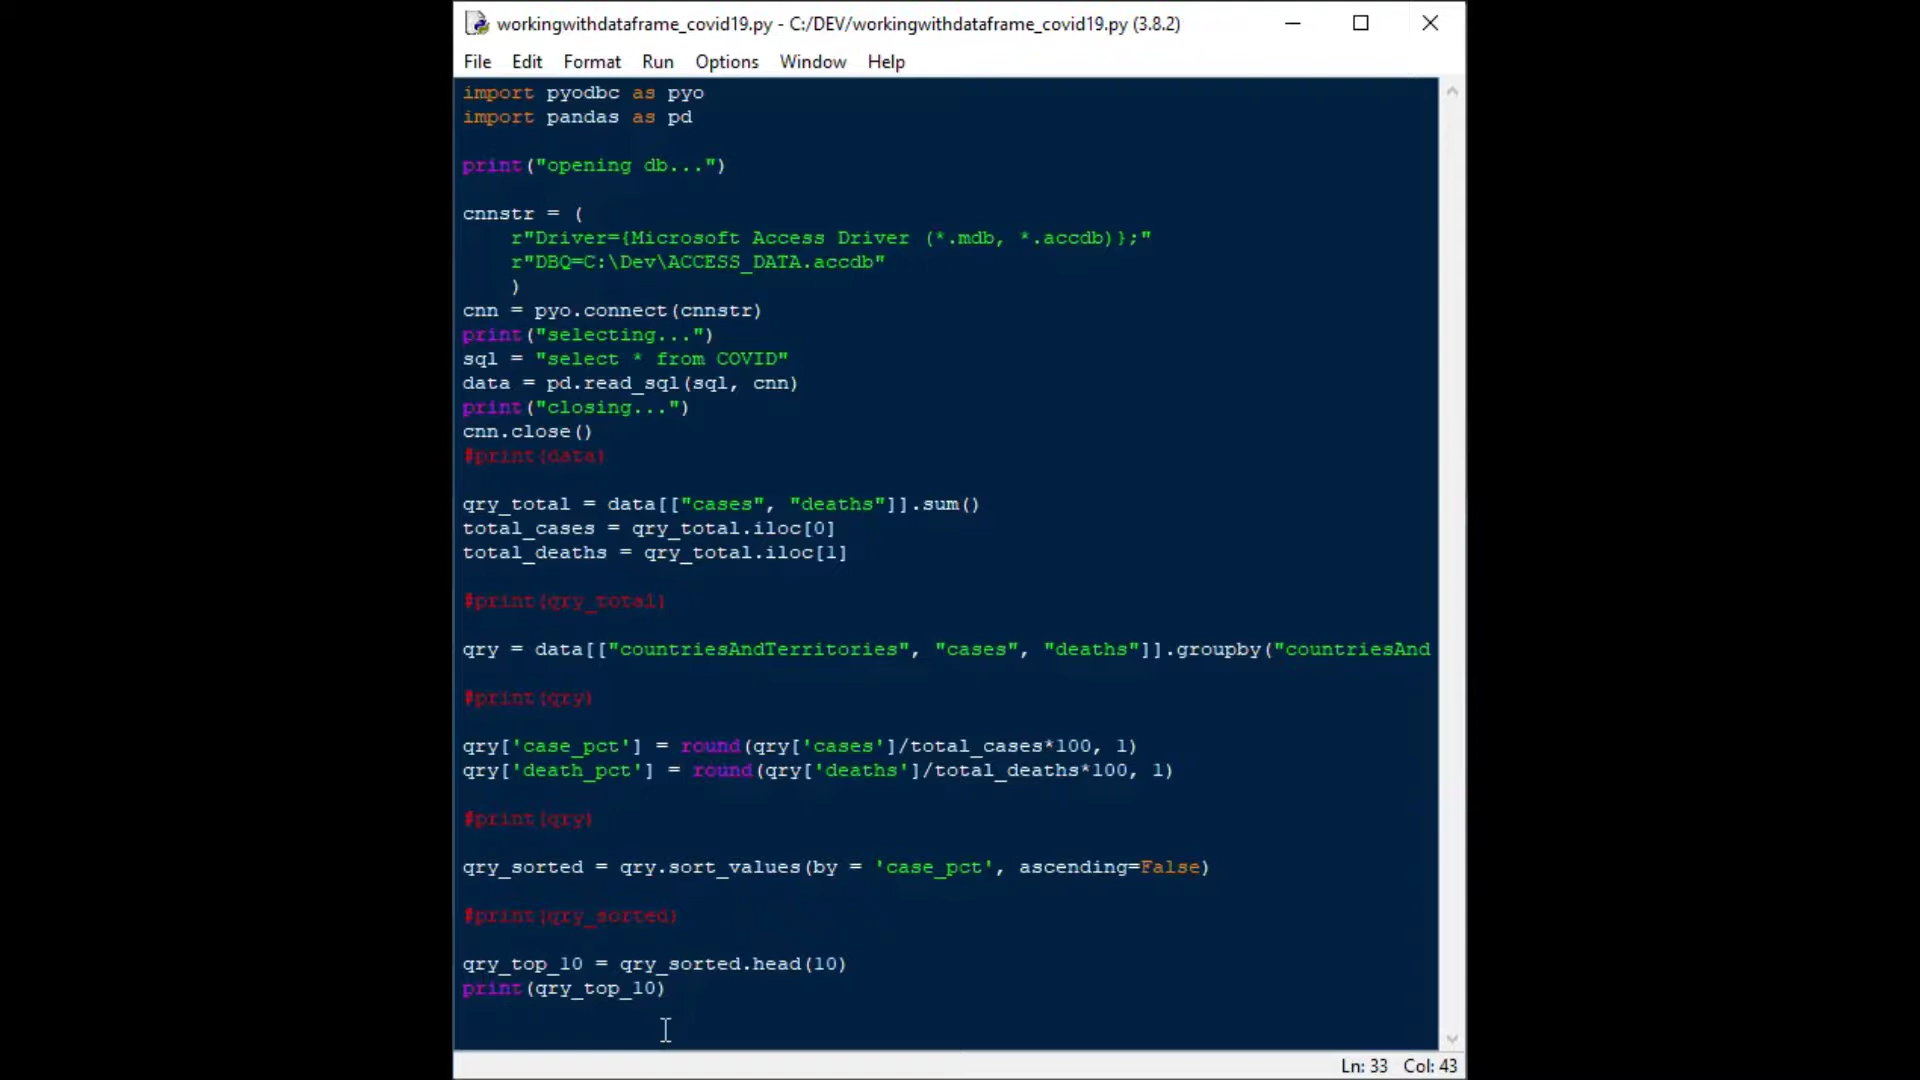 workingwithdataframe_covid19.py - C:/DEV/workingwithdataframe_covid19.py (3.8.2)
File Edit Format Run Options Window Help
import pyodbc as pyo
import pandas as pd
print("opening db...")
cnnstr = (
r"Driver={Microsoft Access Driver (*.mdb, *.accdb)};"
r"DBQ=C:\Dev\ACCESS_DATA.accdb"
)
cnn = pyo.connect(cnnstr)
print("selecting...")
sql = "select * from COVID"
data = pd.read_sql(sql, cnn)
print("closing...")
cnn.close()
#print(data)
qry_total = data[["cases", "deaths"]].sum()
total_cases = qry_total.iloc[0]
total_deaths = qry_total.iloc[1]
#print(qry_total)
qry = data[["countriesAndTerritories", "cases", "deaths"]].groupby("countriesAnd
#print(qry)
qry['case_pct'] = round(qry['cases']/total_cases*100, 1)
qry['death_pct'] = round(qry['deaths']/total_deaths*100, 1)
#print(qry)
qry_sorted = qry.sort_values(by = 'case_pct', ascending=False)
#print(qry_sorted)
qry_top_10 = qry_sorted.head(10)
print(qry_top_10)
Ln: 33 Col: 43